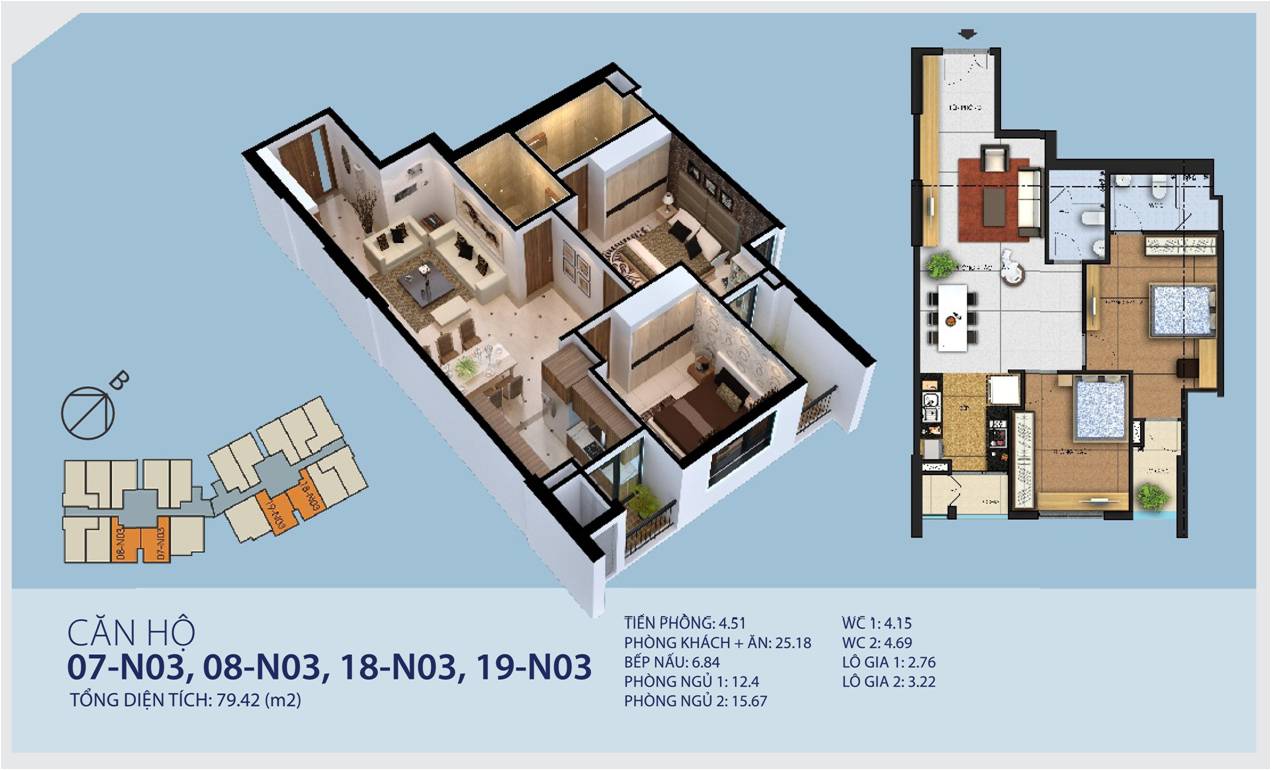 B
18-N03
19-N03
08-N03
07-N03
CĂN HỘ
07-N03, 08-N03, 18-N03, 19-N03
TỔNG DIỆN TÍCH: 79.42 (m2)
TIỀN PHÒNG: 4.51
PHÒNG KHÁCH + ĂN: 25.18
BẾP NẤU: 6.84
PHÒNG NGỦ 1: 12.4
PHÒNG NGỦ 2: 15.67
WC 1: 4.15
WC 2: 4.69
LÔ GIA 1: 2.76
LÔ GIA 2: 3.22